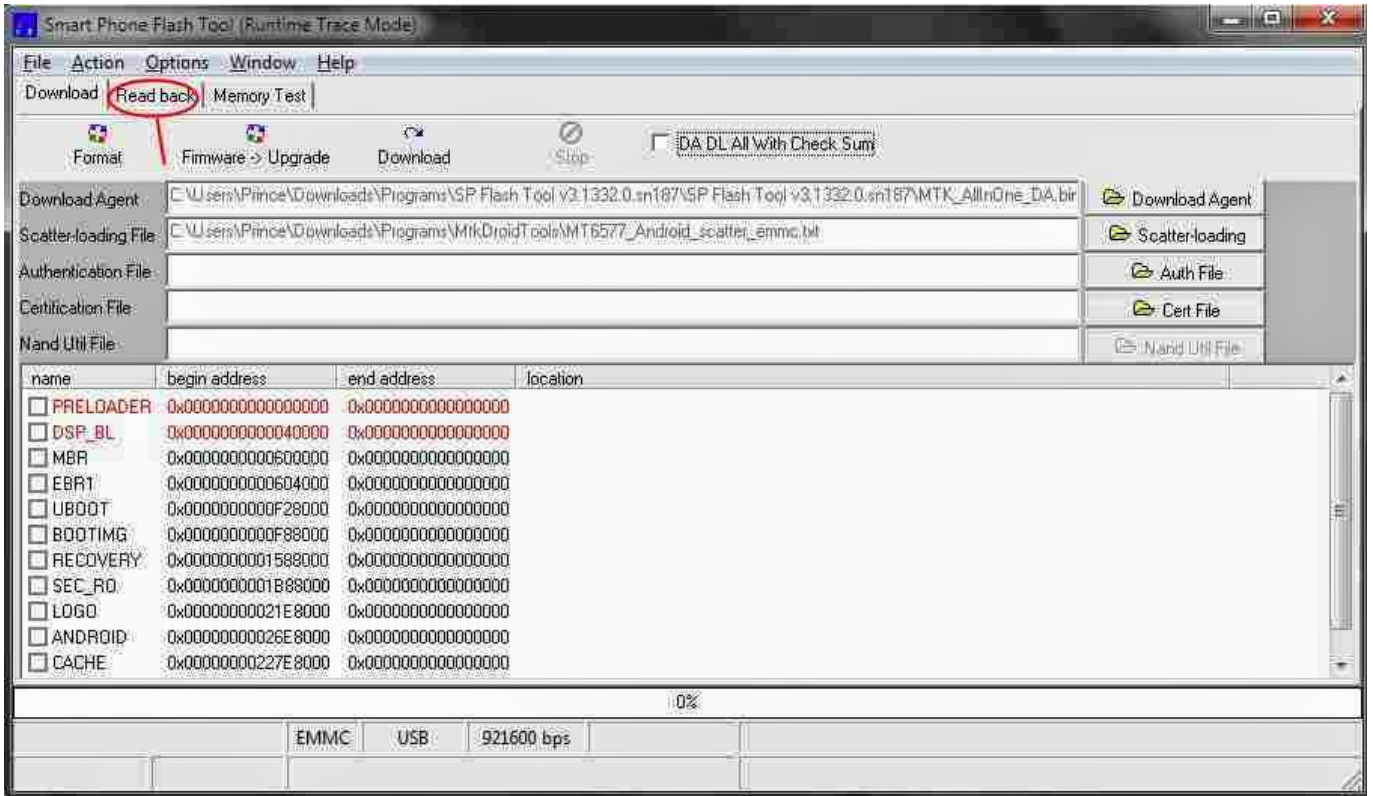 Smart Phone Flash Tool (Runtime Trace Mode)
File Action Options Window Help
Download Read back Memory Test
Format Firmware -> Upgrade Download Stop DA DL All With Check Sum
Download Agent C:\Users\Prince\Downloads\Programs\SP Flash Tool v3.1332.0.sn187\SP Flash Tool v3.1332.0.sn187\MTK_AllInOne_DA.bin Download Agent
Scatter-loading File C:\Users\Prince\Downloads\Programs\MtkDroidTools\MT6577_Android_scatter_emmc.txt Scatter-loading
Authentication File Auth File
Certification File Cert File
Nand Util File Nand Util File
name begin address end address location
PRELOADER 0x0000000000000000 0x0000000000000000
DSP_BL 0x0000000000040000 0x0000000000000000
MBR 0x0000000000600000 0x0000000000000000
EBR1 0x0000000000604000 0x0000000000000000
UBOOT 0x0000000000F28000 0x0000000000000000
BOOTIMG 0x0000000000F88000 0x0000000000000000
RECOVERY 0x0000000001588000 0x0000000000000000
SEC_RO 0x0000000001B88000 0x0000000000000000
LOGO 0x00000000021E8000 0x0000000000000000
ANDROID 0x00000000026E8000 0x0000000000000000
CACHE 0x00000000227E8000 0x0000000000000000
0%
EMMC USB 921600 bps